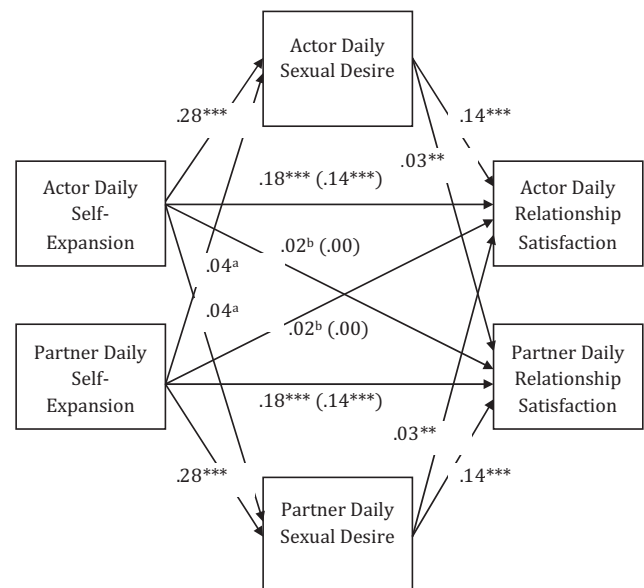 Actor Daily
Sexual Desire
.28***
.14***
.03**
Actor Daily
Self-
Expansion
.18*** (.14***)
Actor Daily
Relationship
Satisfaction
.02ᵇ (.00)
.04ᵃ
.04ᵃ
.02ᵇ (.00)
Partner Daily
Self-
Expansion
.18*** (.14***)
Partner Daily
Relationship
Satisfaction
.03**
.28***
.14***
Partner Daily
Sexual Desire